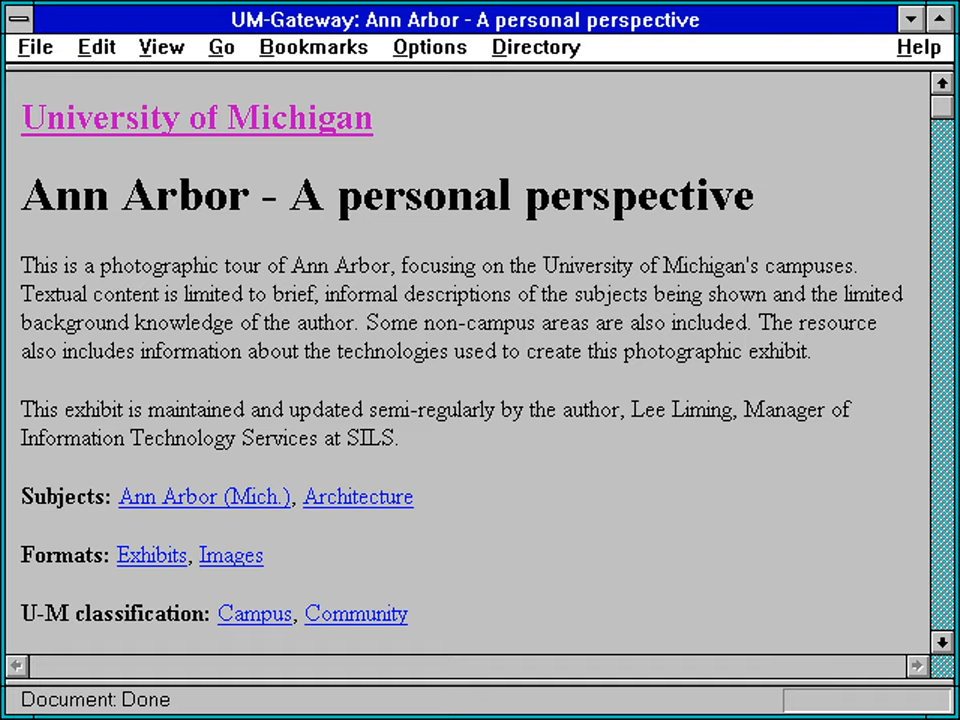 UM-Gateway: Ann Arbor - A personal perspective
File Edit View Go Bookmarks Options Directory Help
University of Michigan
Ann Arbor - A personal perspective
This is a photographic tour of Ann Arbor, focusing on the University of Michigan's campuses.
Textual content is limited to brief, informal descriptions of the subjects being shown and the limited
background knowledge of the author. Some non-campus areas are also included. The resource
also includes information about the technologies used to create this photographic exhibit.
This exhibit is maintained and updated semi-regularly by the author, Lee Liming, Manager of
Information Technology Services at SILS.
Subjects: Ann Arbor (Mich.), Architecture
Formats: Exhibits, Images
U-M classification: Campus, Community
Document: Done